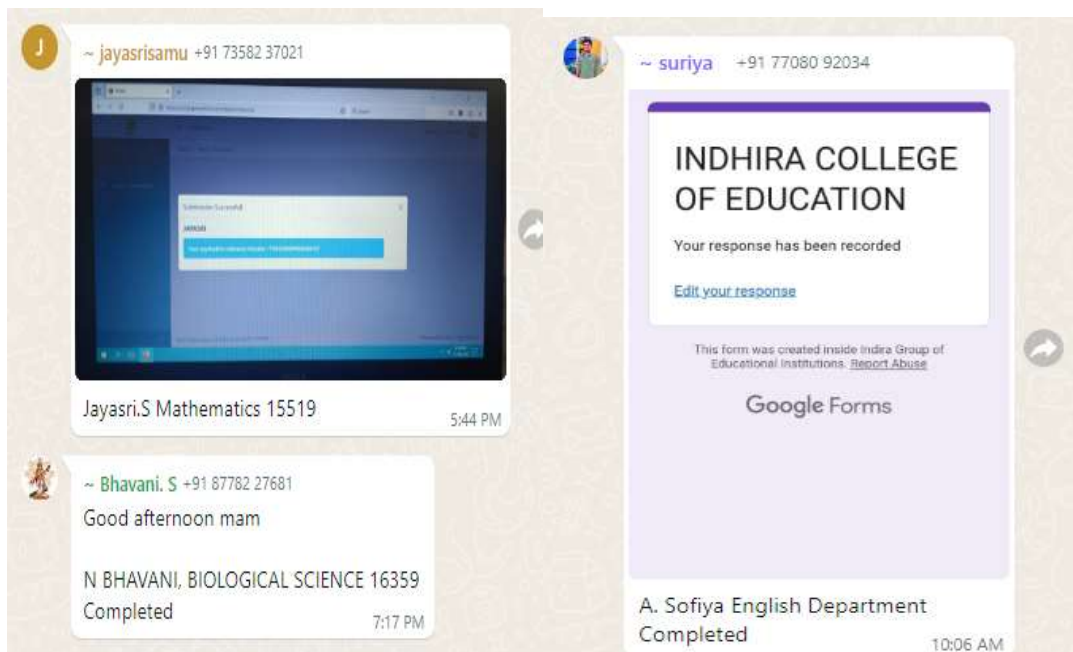 J
~ jayasrisamu +91 73582 37021
Jayasri.S Mathematics 15519
5:44 PM
~ Bhavani. S +91 87782 27681
Good afternoon mam
N BHAVANI, BIOLOGICAL SCIENCE 16359
Completed
7:17 PM
~ suriya +91 77080 92034
INDHIRA COLLEGE
OF EDUCATION
Your response has been recorded
Edit your response
This form was created inside Indira Group of
Educational Institutions. Report Abuse
Google Forms
A. Sofiya English Department
Completed
10:06 AM